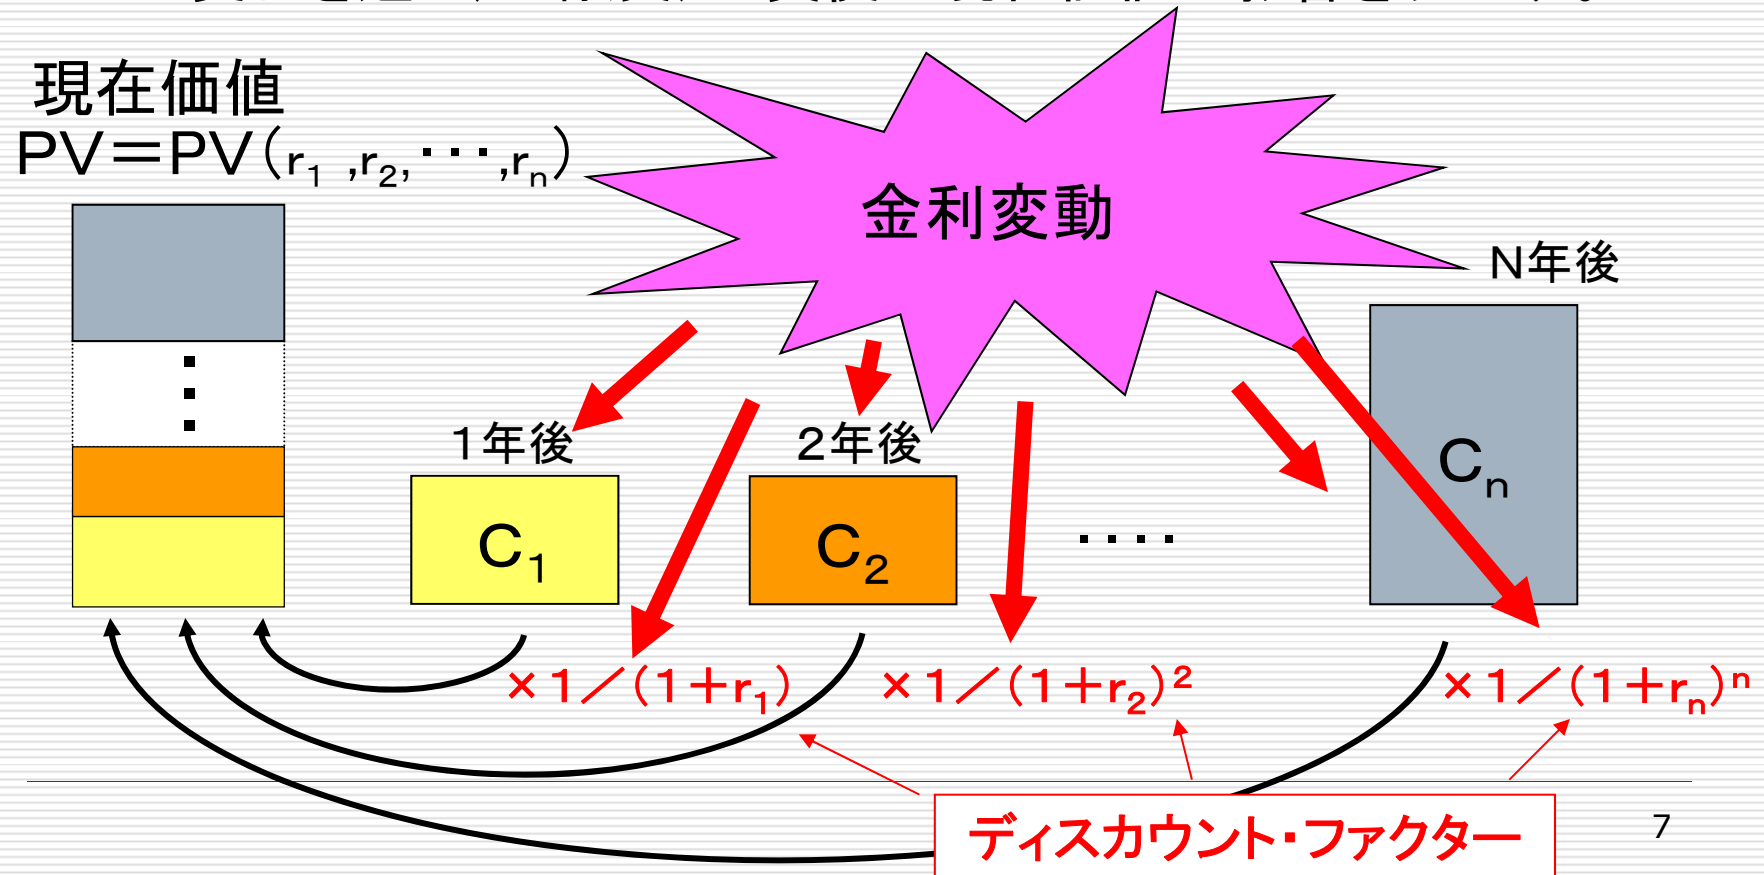 現在価値
PV＝PV(r₁ ,r₂,・・・,rₙ)
金利変動
N年後
1年後
2年後
C₁
C₂
・・・・
Cₙ
×1／(1＋r₁)
×1／(1＋r₂)²
×1／(1＋rₙ)ⁿ
ディスカウント・ファクター
7